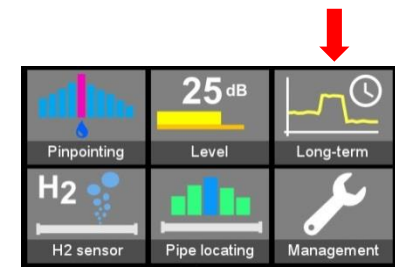 25 dB
Pinpointing
Level
Long-term
H2
H2 sensor
Pipe locating
Management